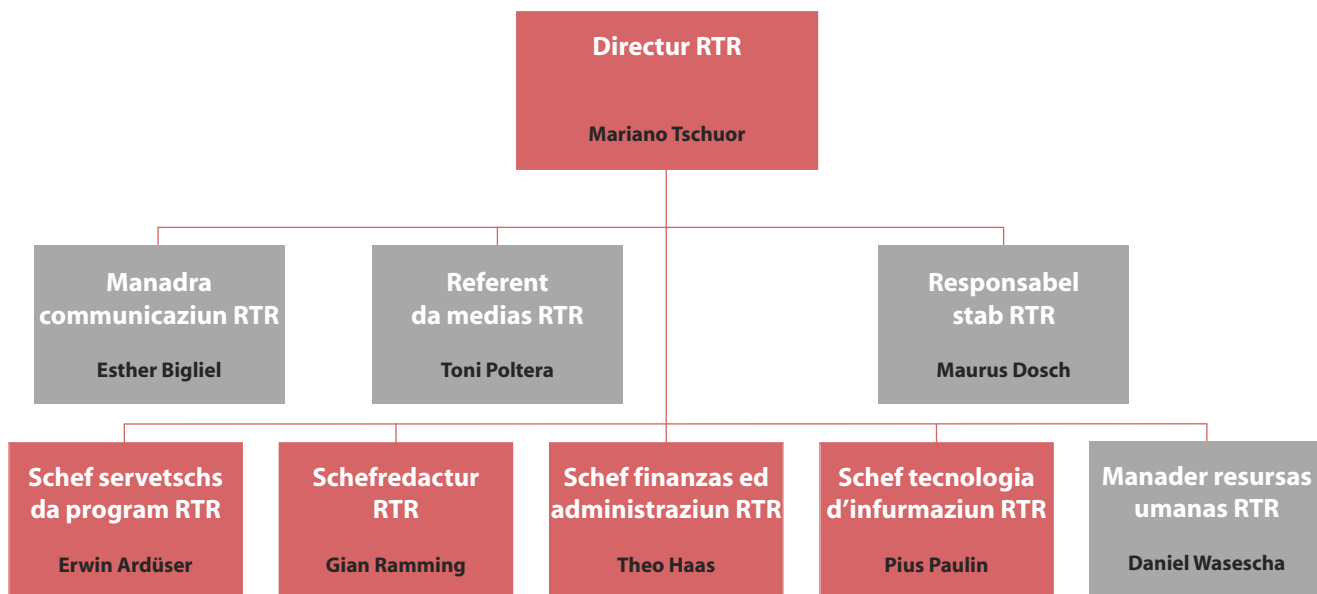 Directur RTR
Mariano Tschuor
Manadra
communicaziun RTR
Esther Bigliel
Referent
da medias RTR
Toni Poltera
Responsabel
stab RTR
Maurus Dosch
Schef servetschs
da program RTR
Erwin Ardüser
Schefredactur
RTR
Gian Ramming
Schef finanzas ed
administraziun RTR
Theo Haas
Schef tecnologia
d’infurmaziun RTR
Pius Paulin
Manader resursas
umanas RTR
Daniel Wasescha